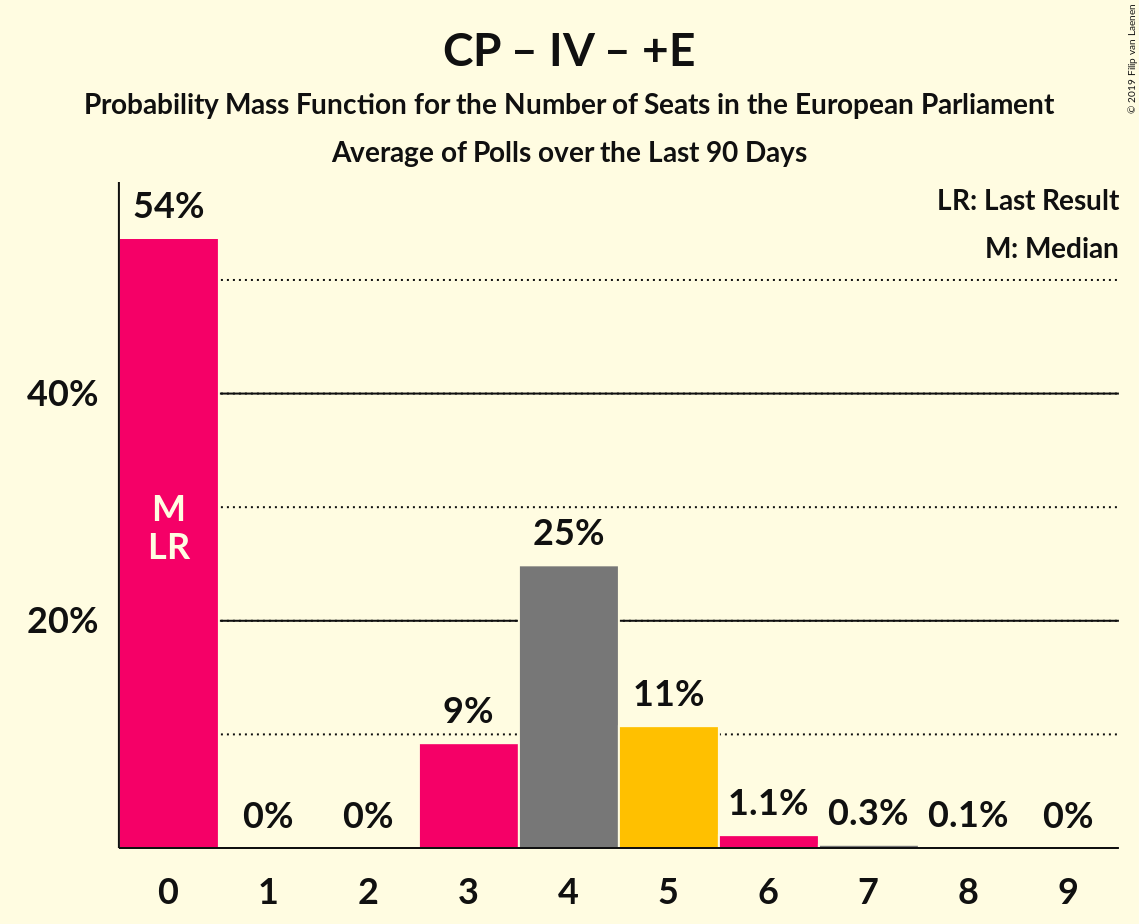 CP – IV – +E
Probability Mass Function for the Number of Seats in the European Parliament
Average of Polls over the Last 90 Days
© 2019 Filip van Laenen
LR: Last Result
M: Median
54%
40%
20%
M
LR
0%
0%
9%
25%
11%
1.1%
0.3%
0.1%
0%
0 1 2 3 4 5 6 7 8 9